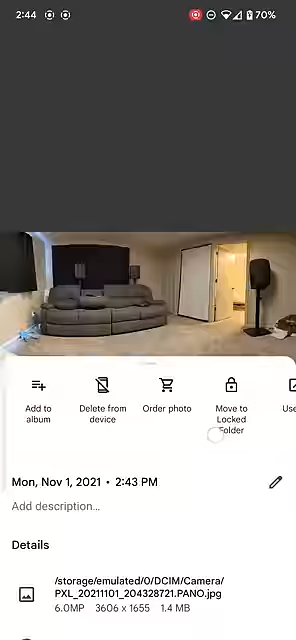 2:44
70%
Add to
album
Delete from
device
Order photo
Move to
Locked
Folder
Use
Mon, Nov 1, 2021 • 2:43 PM
Add description...
Details
/storage/emulated/0/DCIM/Camera/
PXL_20211101_204328721.PANO.jpg
6.0MP 3606 x 1655 1.4 MB